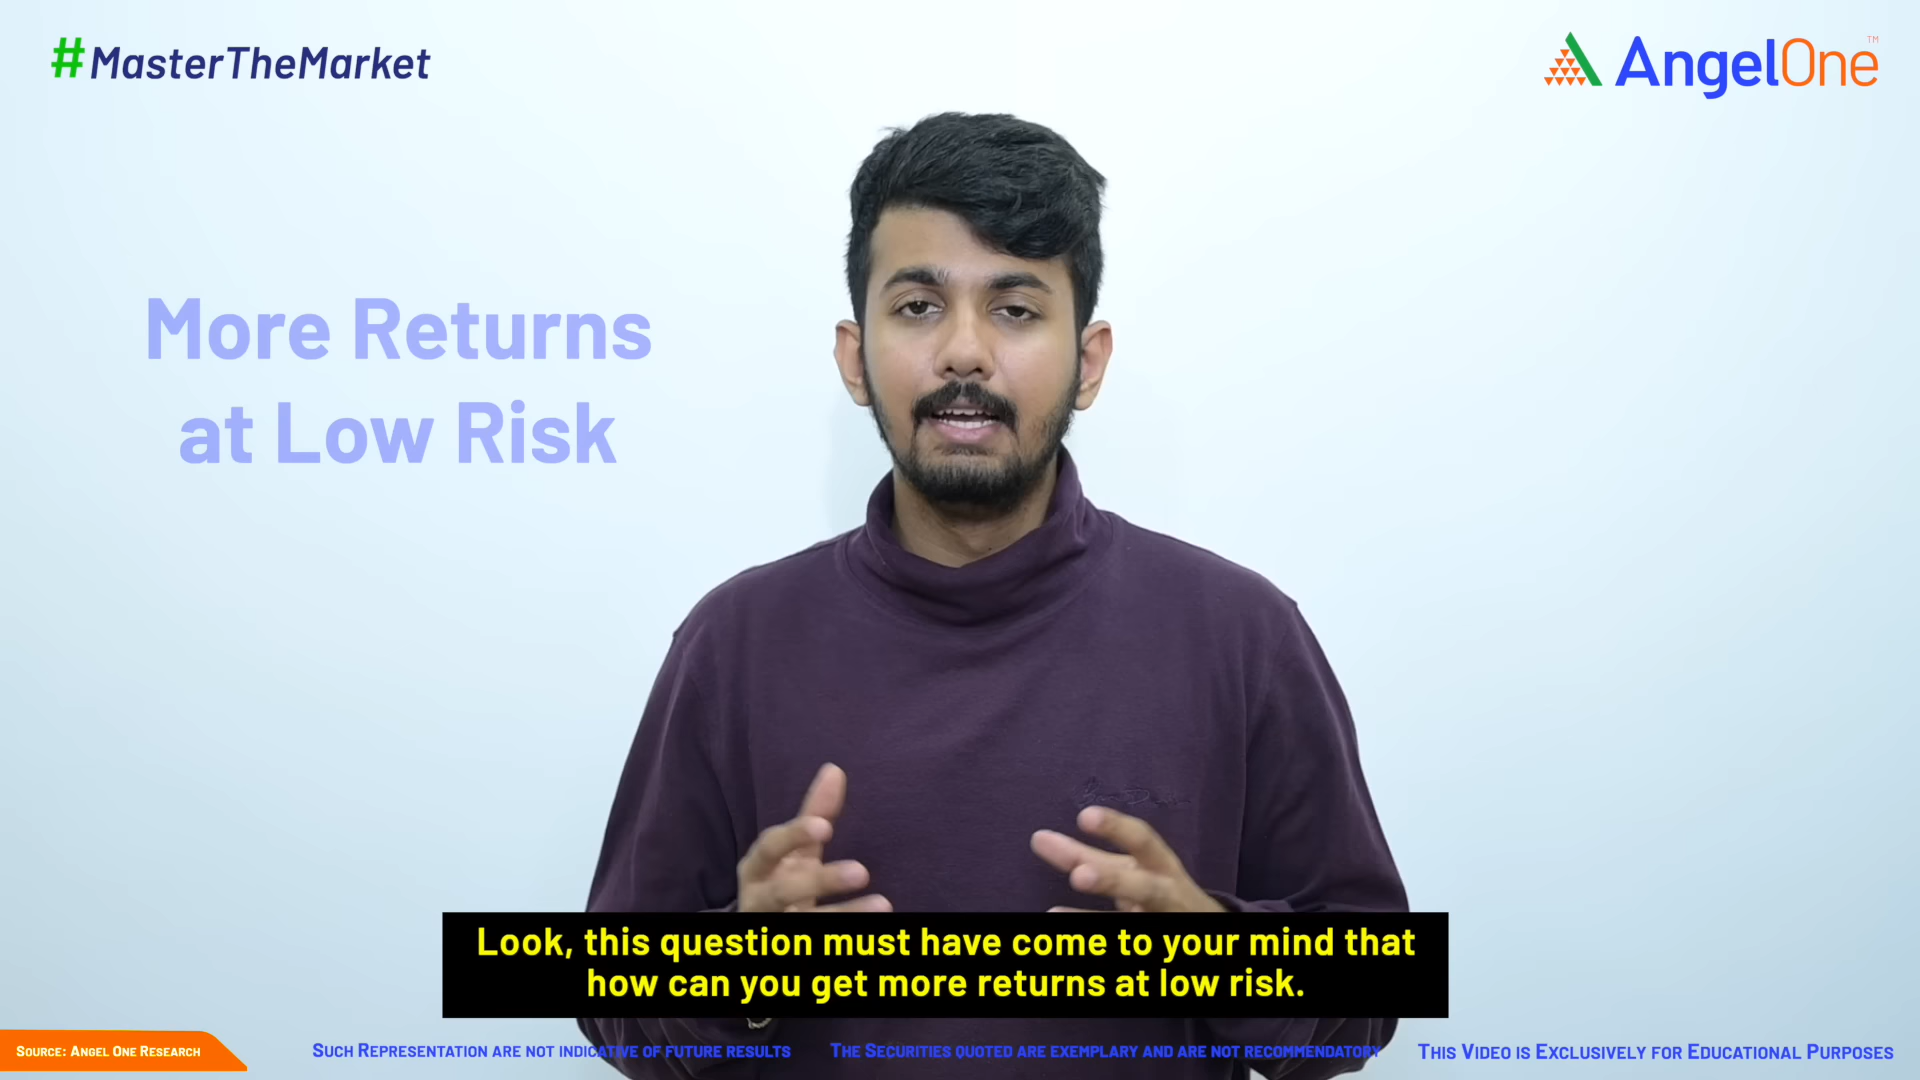 #MasterTheMarket
AngelOne™
More Returns
at Low Risk
Look, this question must have come to your mind that
how can you get more returns at low risk.
Source: Angel One Research
Such Representation are not indicative of future results
The Securities quoted are exemplary and are not recommendatory
This Video is Exclusively for Educational Purposes